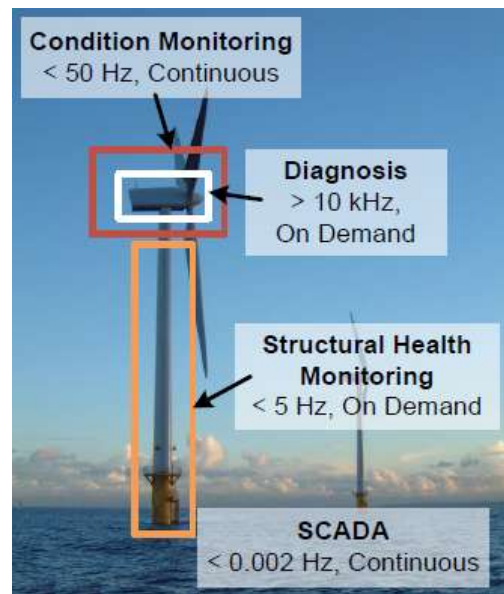 Condition Monitoring
< 50 Hz, Continuous
Diagnosis
> 10 kHz,
On Demand
Structural Health
Monitoring
< 5 Hz, On Demand
SCADA
< 0.002 Hz, Continuous